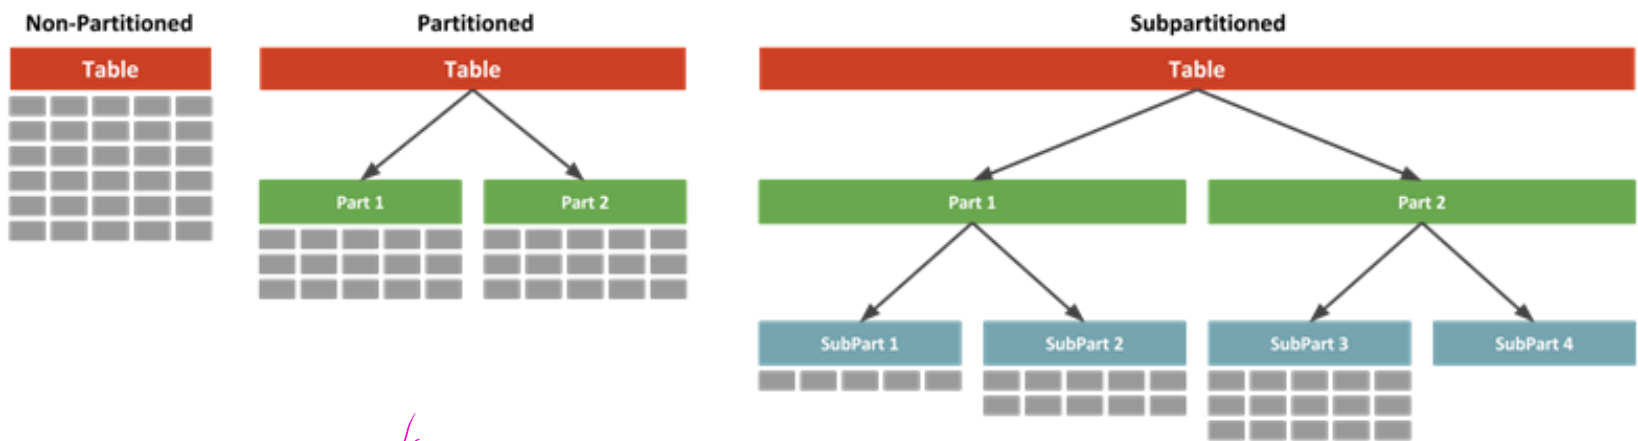 Non-Partitioned
Partitioned
Subpartitioned
Table
Table
Table
Part 1
Part 2
Part 1
Part 2
SubPart 1
SubPart 2
SubPart 3
SubPart 4